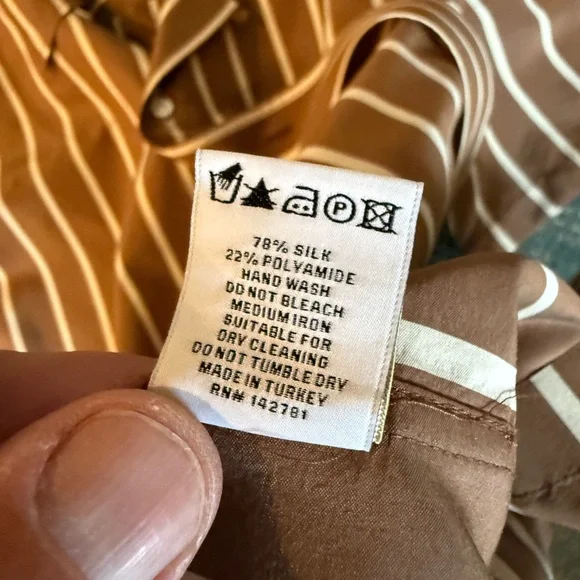 P
78% SILK
22% POLYAMIDE
HAND WASH
DO NOT BLEACH
MEDIUM IRON
SUITABLE FOR
DRY CLEANING
DO NOT TUMBLE DRY
MADE IN TURKEY
RN# 142781